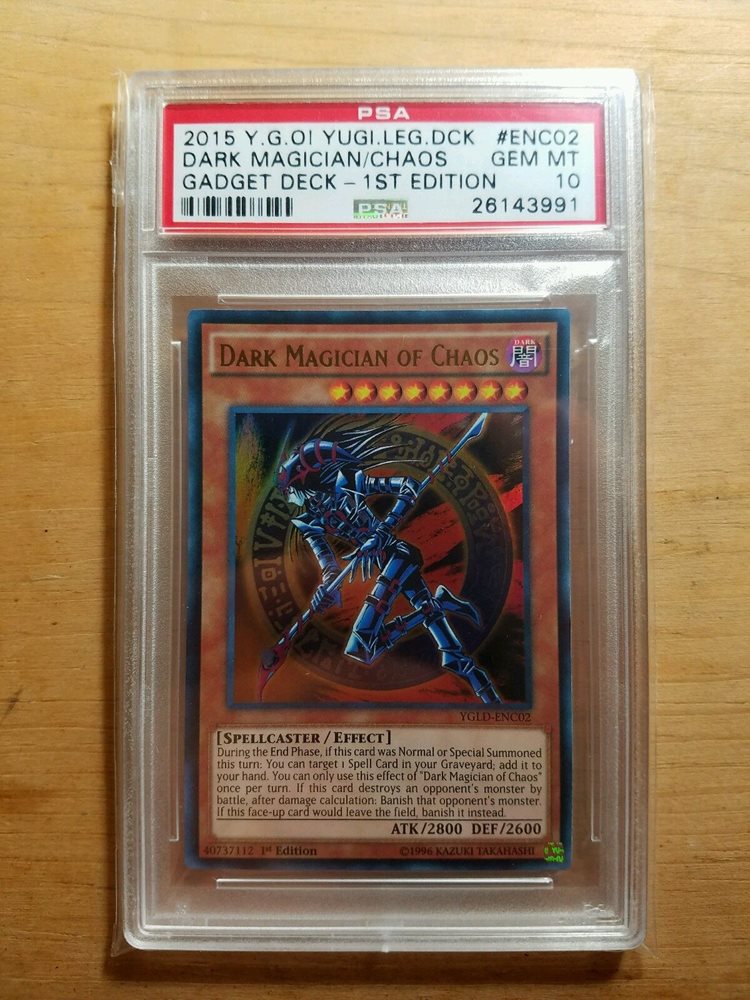 PSA
2015 Y.G.O! YUGI.LEG.DCK #ENC02
DARK MAGICIAN/CHAOS GEM MT
GADGET DECK - 1ST EDITION 10
PSA 26143991
DARK MAGICIAN OF CHAOS
DARK
闇
YGLD-ENC02
[SPELLCASTER / EFFECT]
During the End Phase, if this card was Normal or Special Summoned
this turn: You can target 1 Spell Card in your Graveyard; add it to
your hand. You can only use this effect of "Dark Magician of Chaos"
once per turn. If this card destroys an opponent's monster by
battle, after damage calculation: Banish that opponent's monster.
If this face-up card would leave the field, banish it instead.
ATK/2800 DEF/2600
40737112 1st Edition ©1996 KAZUKI TAKAHASHI